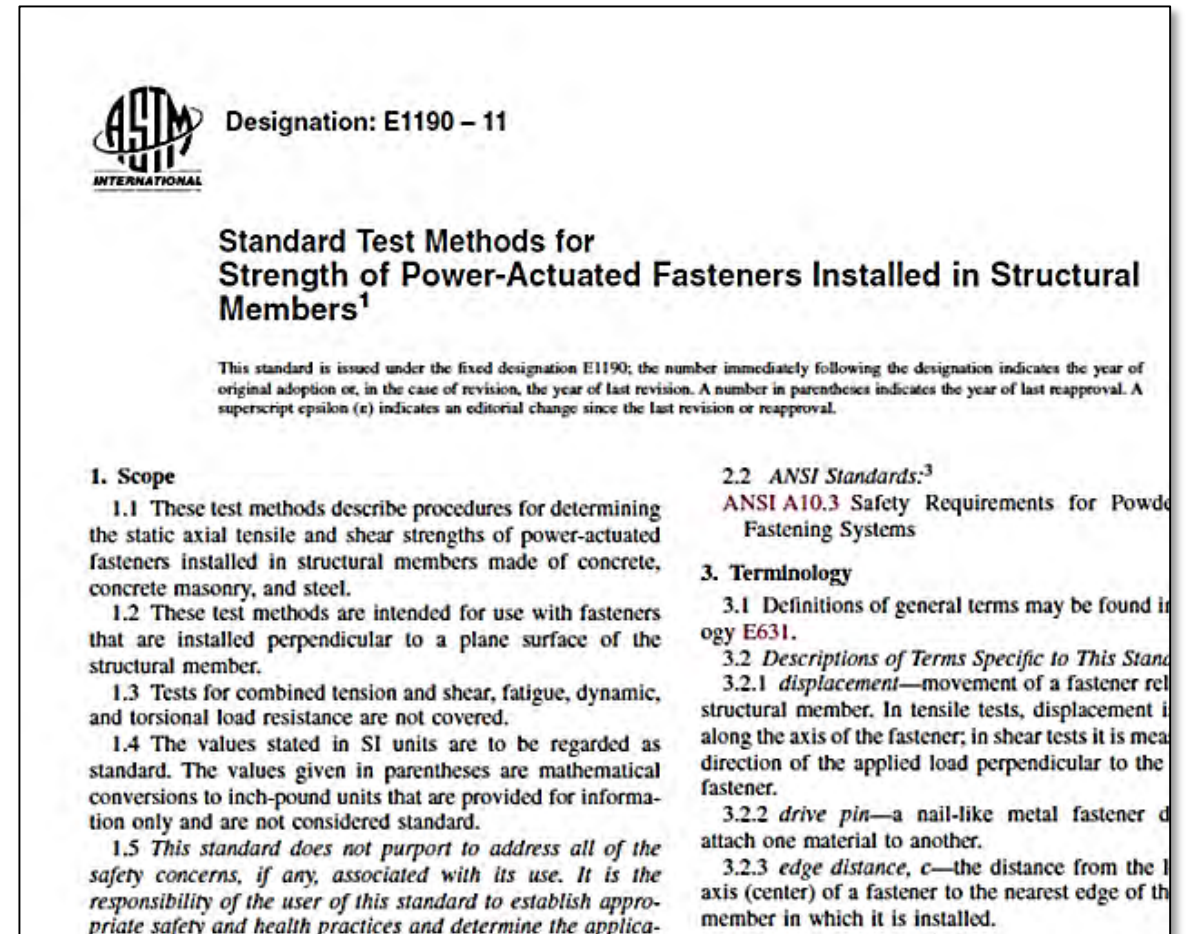 ASTM
INTERNATIONAL
Designation: E1190 – 11
Standard Test Methods for
Strength of Power-Actuated Fasteners Installed in Structural
Members1
This standard is issued under the fixed designation E1190; the number immediately following the designation indicates the year of
original adoption or, in the case of revision, the year of last revision. A number in parentheses indicates the year of last reapproval. A
superscript epsilon (ε) indicates an editorial change since the last revision or reapproval.
1. Scope
1.1 These test methods describe procedures for determining
the static axial tensile and shear strengths of power-actuated
fasteners installed in structural members made of concrete,
concrete masonry, and steel.
1.2 These test methods are intended for use with fasteners
that are installed perpendicular to a plane surface of the
structural member.
1.3 Tests for combined tension and shear, fatigue, dynamic,
and torsional load resistance are not covered.
1.4 The values stated in SI units are to be regarded as
standard. The values given in parentheses are mathematical
conversions to inch-pound units that are provided for informa-
tion only and are not considered standard.
1.5 This standard does not purport to address all of the
safety concerns, if any, associated with its use. It is the
responsibility of the user of this standard to establish appro-
priate safety and health practices and determine the applica-
2.2 ANSI Standards:3
ANSI A10.3 Safety Requirements for
Fastening Systems
3. Terminology
3.1 Definitions of general terms may be found
ogy E631.
3.2 Descriptions of Terms Specific to This
3.2.1 displacement—movement of a fastener
structural member. In tensile tests, displacement
along the axis of the fastener; in shear tests it is
direction of the applied load perpendicular to the
fastener.
3.2.2 drive pin—a nail-like metal fastener
attach one material to another.
3.2.3 edge distance, c—the distance from the
axis (center) of a fastener to the nearest edge of
member in which it is installed.